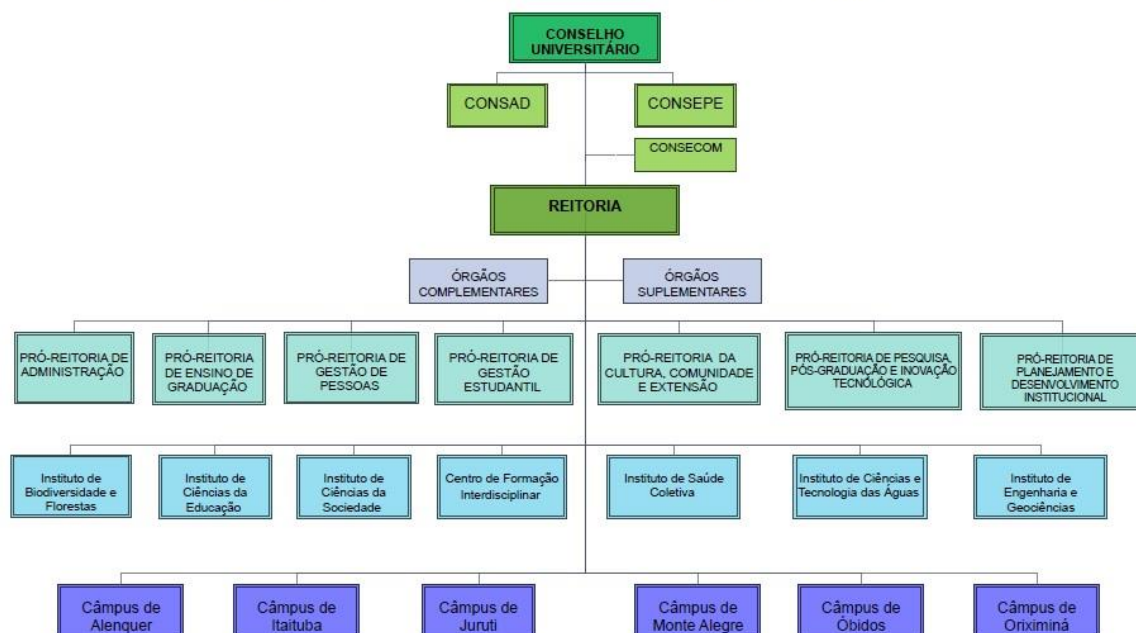 CONSELHO
UNIVERSITÁRIO
CONSAD
CONSEPE
CONSECOM
REITORIA
ÓRGÃOS
COMPLEMENTARES
ÓRGÃOS
SUPLEMENTARES
PRÓ-REITORIA DE
ADMINISTRAÇÃO
PRÓ-REITORIA
DE ENSINO DE
GRADUAÇÃO
PRÓ-REITORIA DE
GESTÃO DE
PESSOAS
PRÓ-REITORIA DE
GESTÃO
ESTUDANTIL
PRÓ-REITORIA DA
CULTURA, COMUNIDADE
E EXTENSÃO
PRÓ-REITORIA DE PESQUISA,
PÓS-GRADUAÇÃO E INOVAÇÃO
TECNOLÓGICA
PRÓ-REITORIA DE
PLANEJAMENTO E
DESENVOLVIMENTO
INSTITUCIONAL
Instituto de
Biodiversidade e
Florestas
Instituto de
Ciências da
Educação
Instituto de
Ciências da
Sociedade
Centro de Formação
Interdisciplinar
Instituto de Saúde
Coletiva
Instituto de Ciências e
Tecnologia das Águas
Instituto de
Engenharia e
Geociências
Câmpus de
Alenquer
Câmpus de
Itaituba
Câmpus de
Juruti
Câmpus de
Monte Alegre
Câmpus de
Óbidos
Câmpus de
Oriximiná